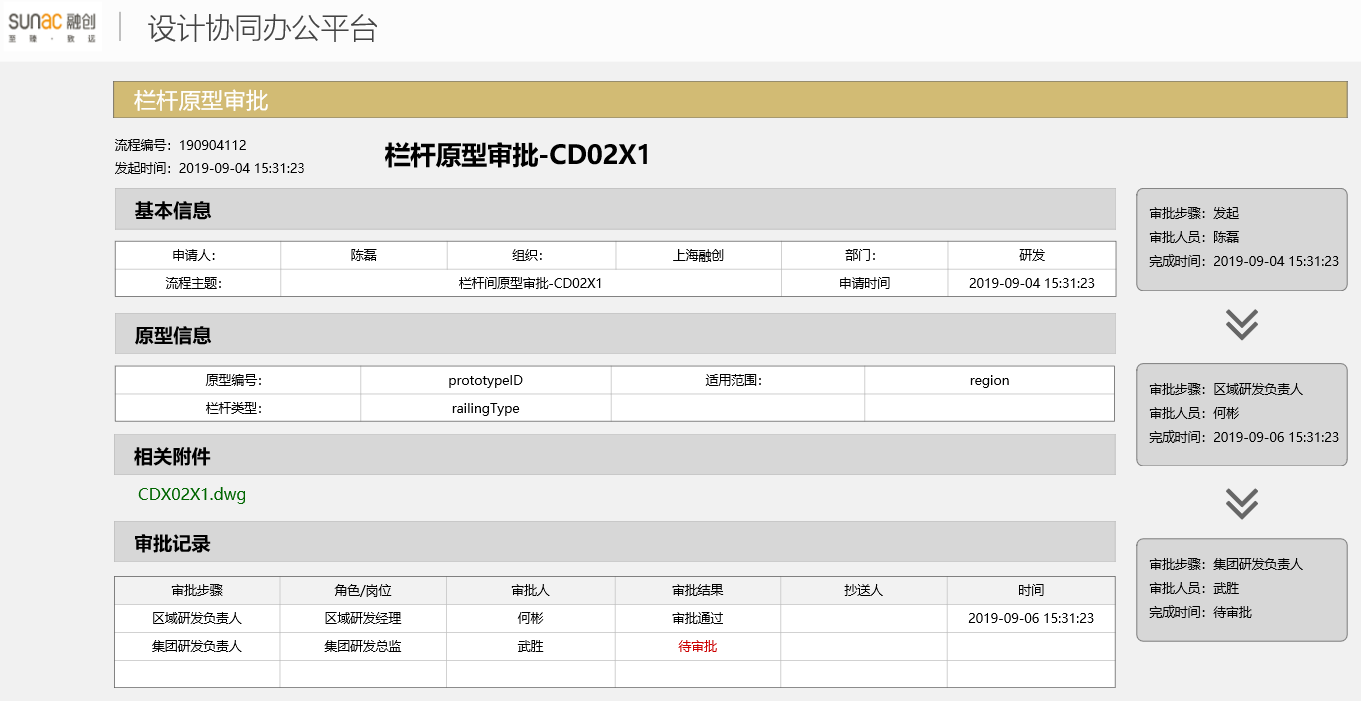 sunac 融创
至臻·致远
设计协同办公平台
栏杆原型审批
流程编号：190904112
发起时间：2019-09-04 15:31:23
栏杆原型审批-CD02X1
基本信息
申请人： 陈磊 组织： 上海融创 部门： 研发
流程主题： 栏杆间原型审批-CD02X1 申请时间 2019-09-04 15:31:23
原型信息
原型编号： prototypeID 适用范围： region
栏杆类型： railingType
相关附件
CDX02X1.dwg
审批记录
审批步骤 角色/岗位 审批人 审批结果 抄送人 时间
区域研发负责人 区域研发经理 何彬 审批通过 2019-09-06 15:31:23
集团研发负责人 集团研发总监 武胜 待审批
审批步骤：发起
审批人员：陈磊
完成时间：2019-09-04 15:31:23
审批步骤：区域研发负责人
审批人员：何彬
完成时间：2019-09-06 15:31:23
审批步骤：集团研发负责人
审批人员：武胜
完成时间：待审批